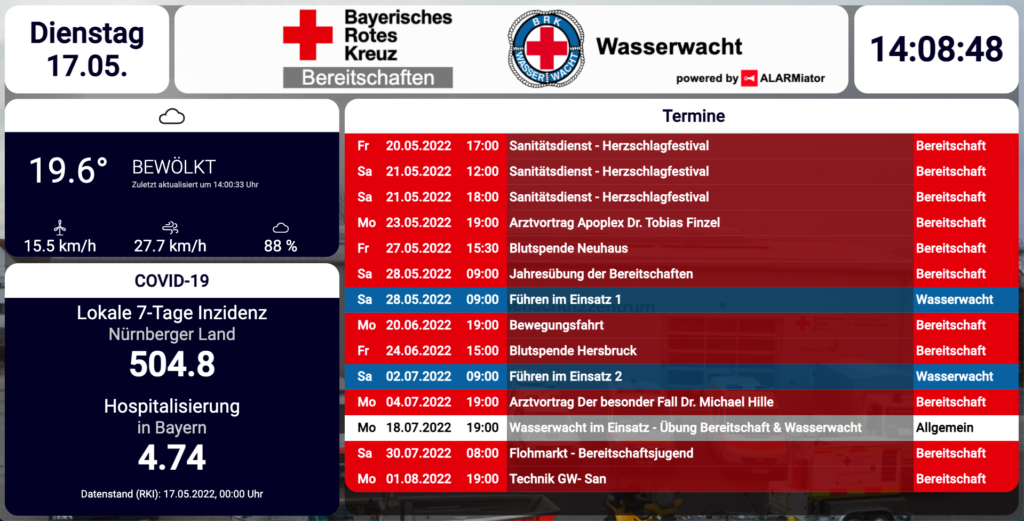 Dienstag
17.05.
Bayerisches
Rotes
Kreuz
Bereitschaften
BRK
WASSER WACHT
Wasserwacht
powered by ALARMiator
14:08:48
19.6° BEWÖLKT
Zuletzt aktualisiert um 14:00:33 Uhr
15.5 km/h 27.7 km/h 88 %
COVID-19
Lokale 7-Tage Inzidenz
Nürnberger Land
504.8
Hospitalisierung
in Bayern
4.74
Datenstand (RKI): 17.05.2022, 00:00 Uhr
Termine
Fr 20.05.2022 17:00 Sanitätsdienst - Herzschlagfestival Bereitschaft
Sa 21.05.2022 12:00 Sanitätsdienst - Herzschlagfestival Bereitschaft
Sa 21.05.2022 18:00 Sanitätsdienst - Herzschlagfestival Bereitschaft
Mo 23.05.2022 19:00 Arztvortrag Apoplex Dr. Tobias Finzel Bereitschaft
Fr 27.05.2022 15:30 Blutspende Neuhaus Bereitschaft
Sa 28.05.2022 09:00 Jahresübung der Bereitschaften Bereitschaft
Sa 28.05.2022 09:00 Führen im Einsatz 1 Wasserwacht
Mo 20.06.2022 19:00 Bewegungsfahrt Bereitschaft
Fr 24.06.2022 15:00 Blutspende Hersbruck Bereitschaft
Sa 02.07.2022 09:00 Führen im Einsatz 2 Wasserwacht
Mo 04.07.2022 19:00 Arztvortrag Der besonder Fall Dr. Michael Hille Bereitschaft
Mo 18.07.2022 19:00 Wasserwacht im Einsatz - Übung Bereitschaft & Wasserwacht Allgemein
Sa 30.07.2022 08:00 Flohmarkt - Bereitschaftsjugend Bereitschaft
Mo 01.08.2022 19:00 Technik GW- San Bereitschaft